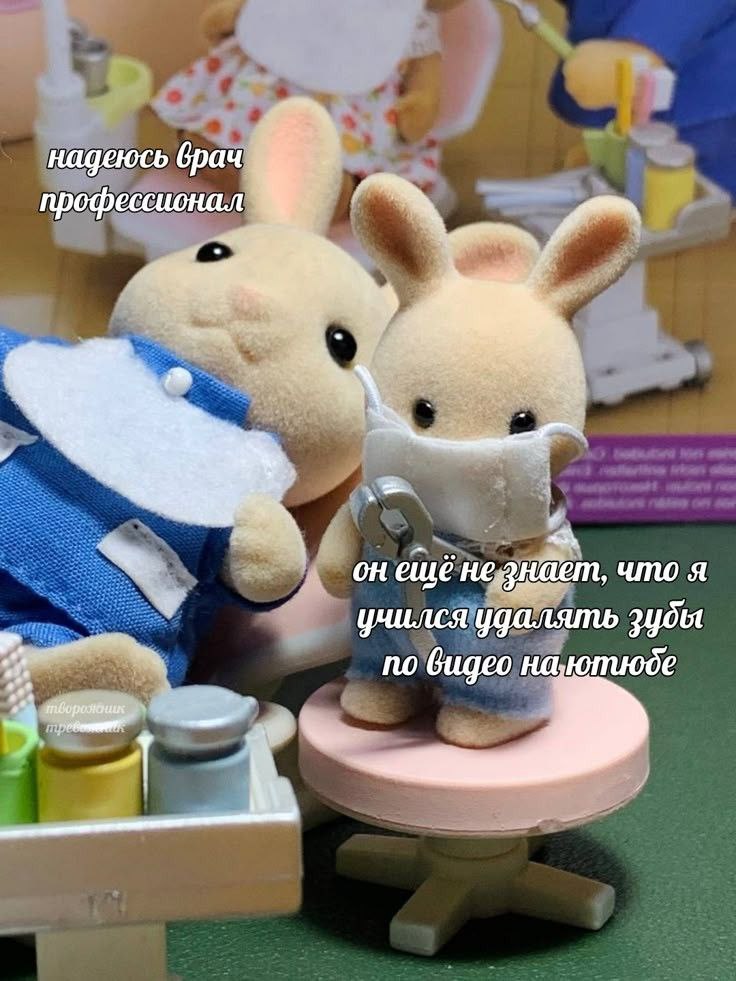 надеюсь врач
профессионал
он ещё не знает, что я
учился удалять зубы
по видео на ютюбе
творожник
тревожник